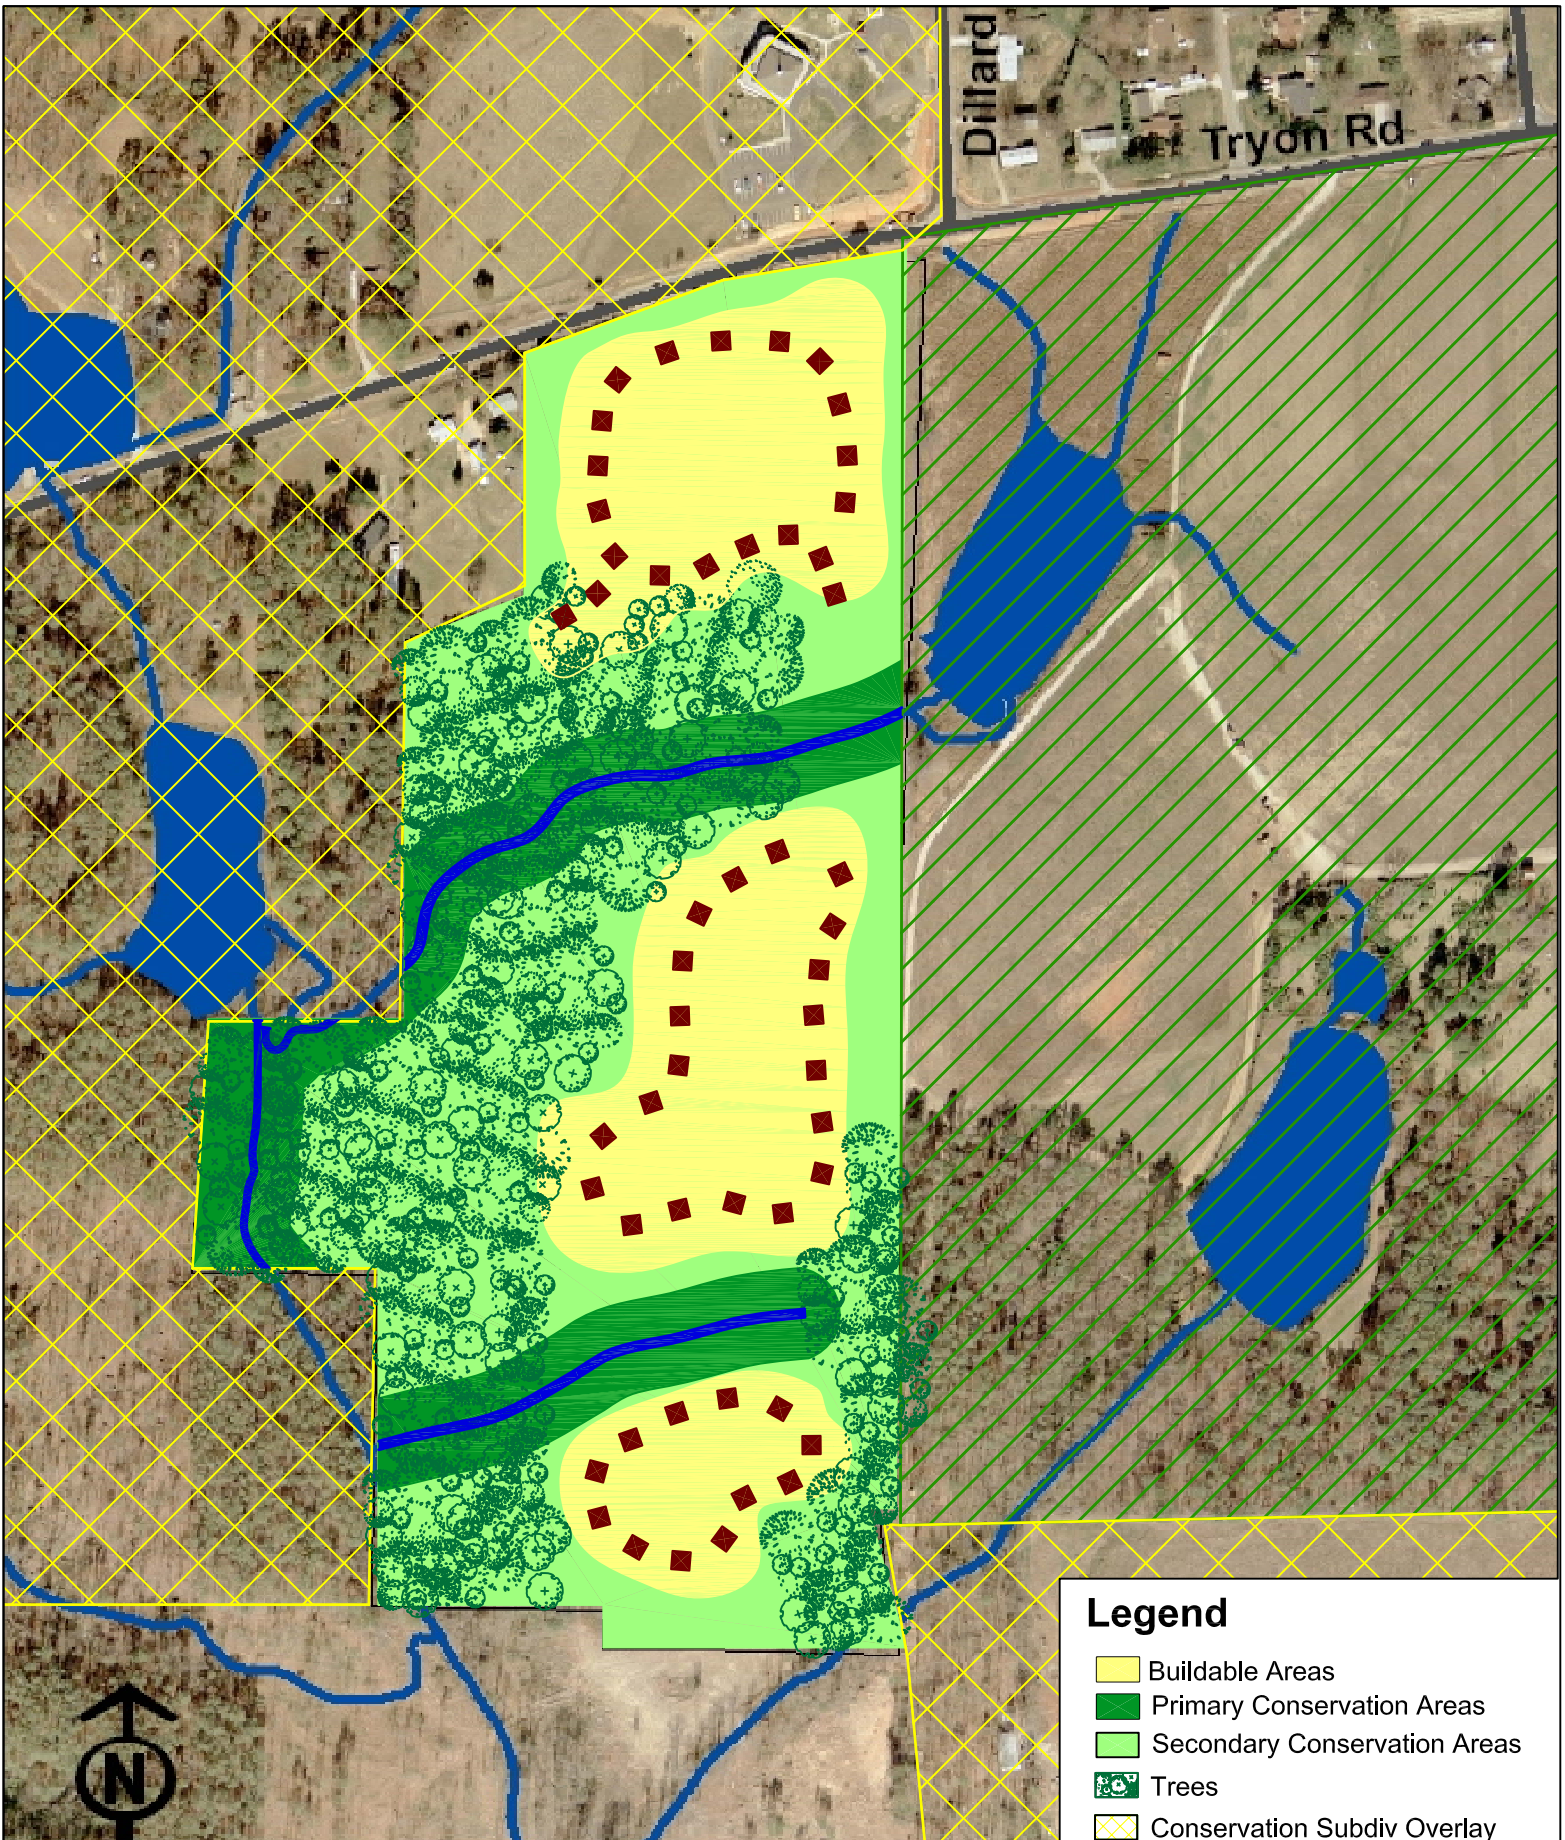 Dillard
Tryon Rd
Legend
Buildable Areas
Primary Conservation Areas
Secondary Conservation Areas
Trees
Conservation Subdiv Overlay
N